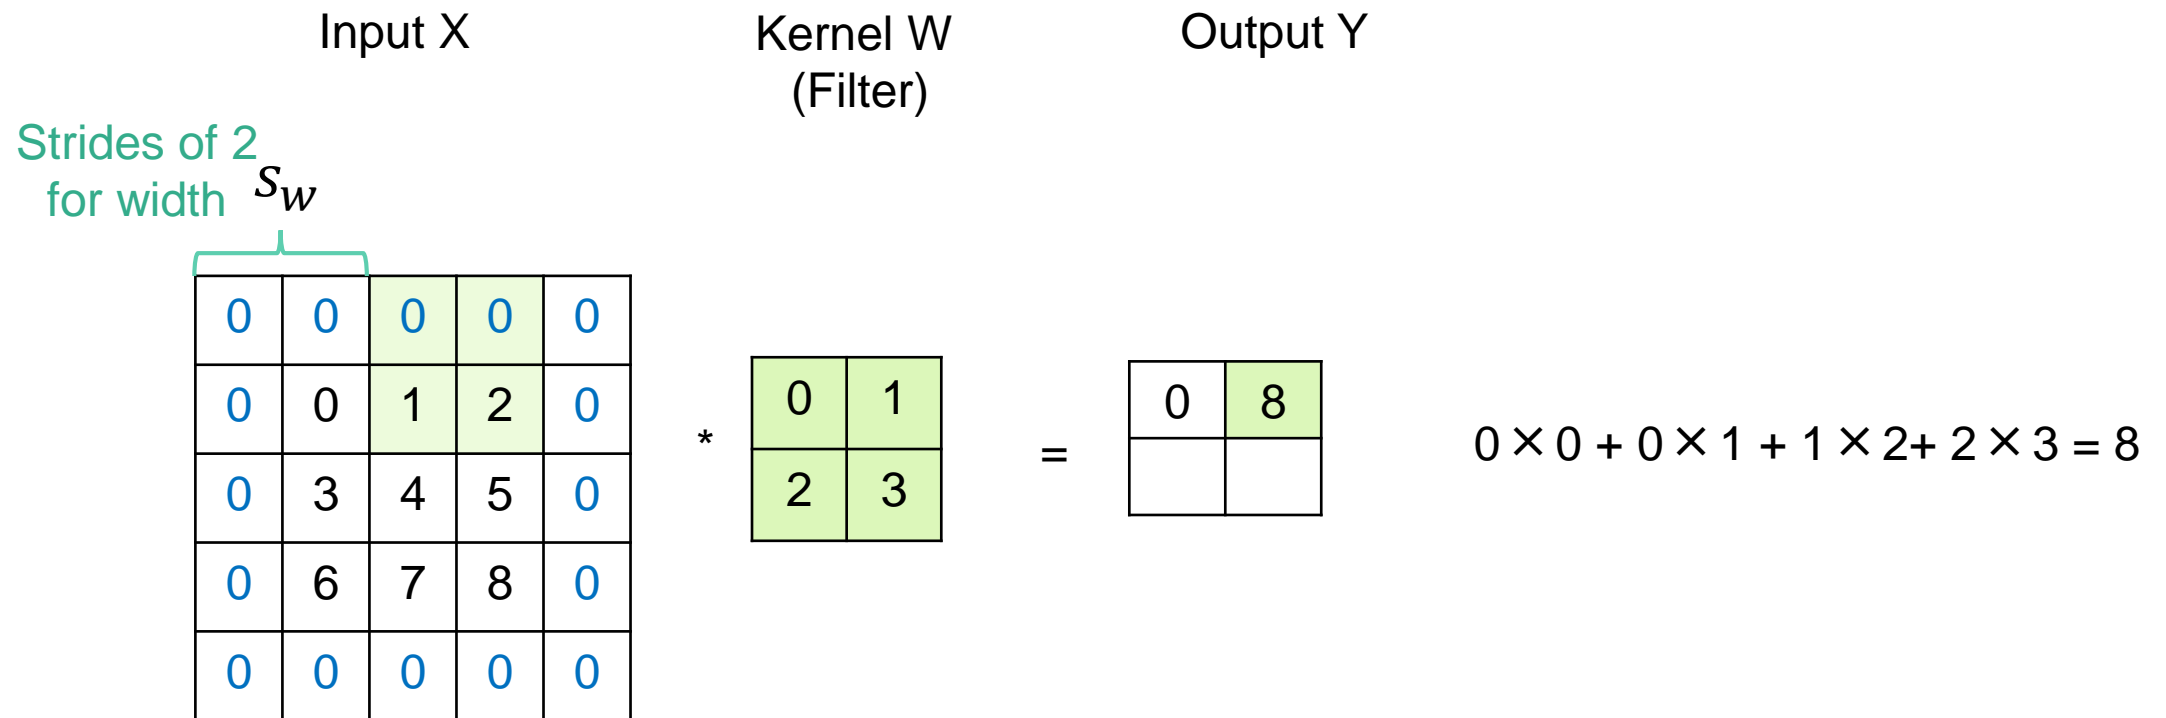 Input X
Kernel W
(Filter)
Output Y
Strides of 2
for width s_w
0 0 0 0 0
0 0 1 2 0
0 3 4 5 0
0 6 7 8 0
0 0 0 0 0
*
0 1
2 3
=
0 8
0 × 0 + 0 × 1 + 1 × 2+ 2 × 3 = 8